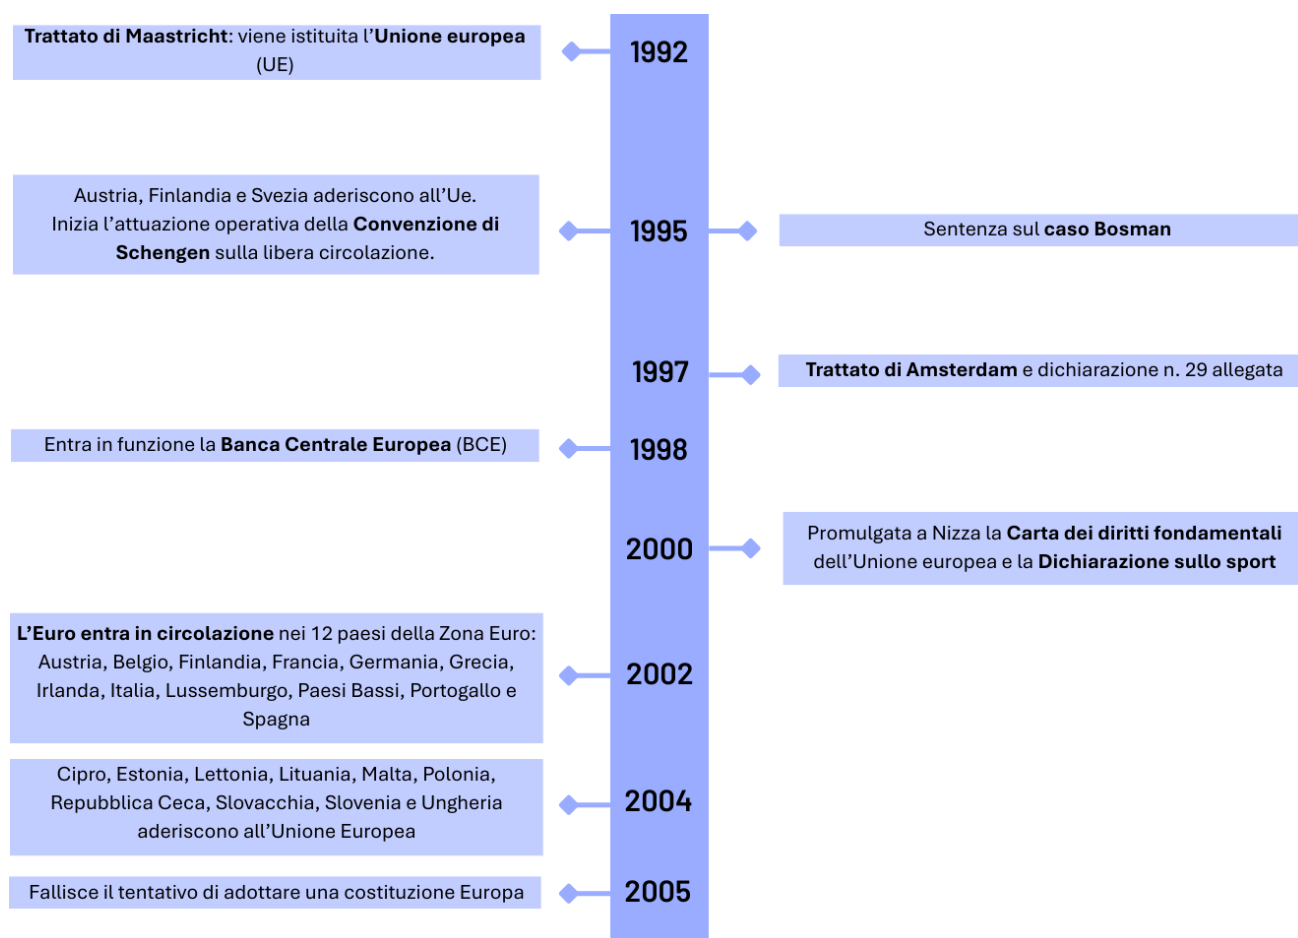 Trattato di Maastricht: viene istituita l’Unione europea
(UE)
1992
Austria, Finlandia e Svezia aderiscono all’Ue.
Inizia l’attuazione operativa della Convenzione di
Schengen sulla libera circolazione.
1995
Sentenza sul caso Bosman
1997
Trattato di Amsterdam e dichiarazione n. 29 allegata
Entra in funzione la Banca Centrale Europea (BCE)
1998
2000
Promulgata a Nizza la Carta dei diritti fondamentali
dell’Unione europea e la Dichiarazione sullo sport
L’Euro entra in circolazione nei 12 paesi della Zona Euro:
Austria, Belgio, Finlandia, Francia, Germania, Grecia,
Irlanda, Italia, Lussemburgo, Paesi Bassi, Portogallo e
Spagna
2002
Cipro, Estonia, Lettonia, Lituania, Malta, Polonia,
Repubblica Ceca, Slovacchia, Slovenia e Ungheria
aderiscono all’Unione Europea
2004
Fallisce il tentativo di adottare una costituzione Europa
2005